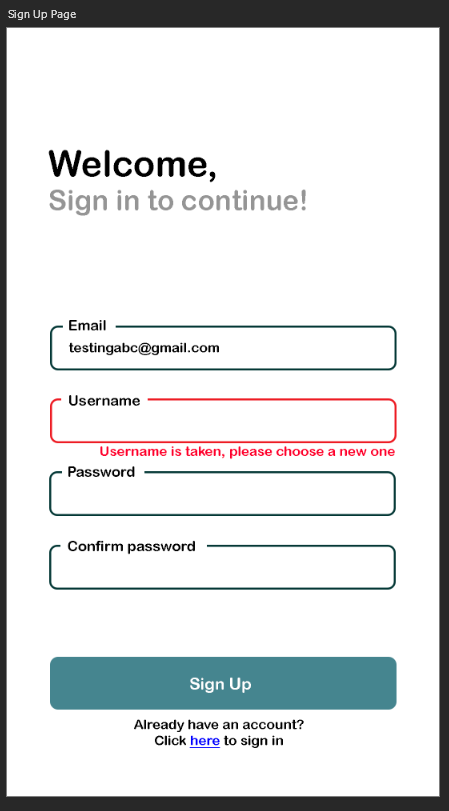 Sign Up Page
Welcome,
Sign in to continue!
Email
testingabc@gmail.com
Username
Username is taken, please choose a new one
Password
Confirm password
Sign Up
Already have an account?
Click here to sign in